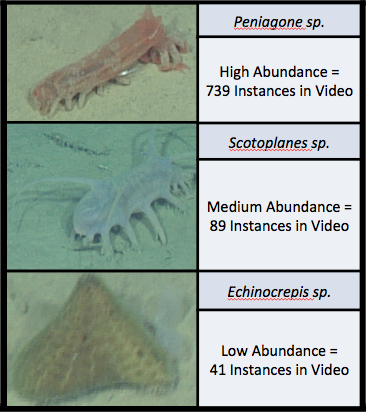 Peniagone sp.
High Abundance =
739 Instances in Video
Scotoplanes sp.
Medium Abundance =
89 Instances in Video
Echinocrepis sp.
Low Abundance =
41 Instances in Video